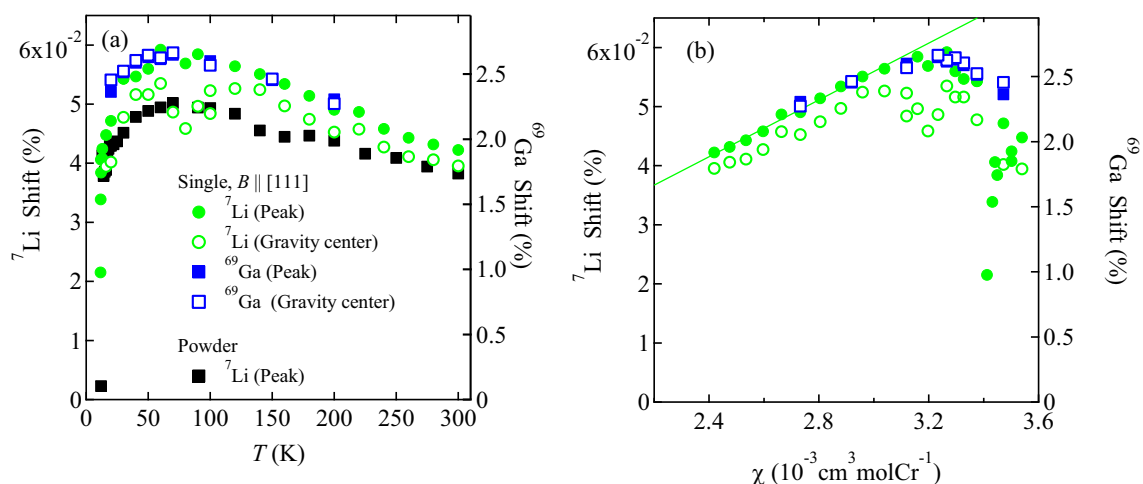 (a)
6x10⁻²
5
4
3
2
1
0
⁷Li Shift (%)
2.5
2.0
1.5
1.0
0.5
0
⁶⁹Ga Shift (%)
Single, B || [111]
⁷Li (Peak)
⁷Li (Gravity center)
⁶⁹Ga (Peak)
⁶⁹Ga (Gravity center)
Powder
⁷Li (Peak)
0 50 100 150 200 250 300
T (K)
(b)
6x10⁻²
5
4
3
2
1
0
⁷Li Shift (%)
2.5
2.0
1.5
1.0
0.5
0
⁶⁹Ga Shift (%)
2.4 2.8 3.2 3.6
χ (10⁻³cm³molCr⁻¹)